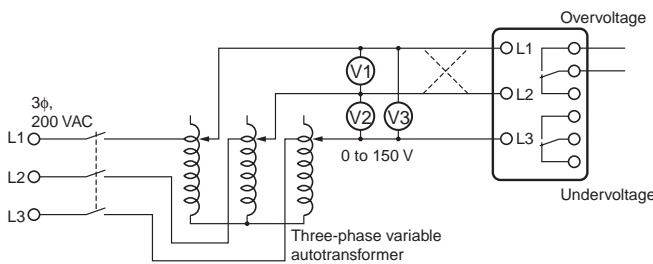 Overvoltage
L1
V1
3ϕ,
200 VAC
L2
V2
V3
L1
L3
0 to 150 V
L2
Undervoltage
L3
Three-phase variable
autotransformer